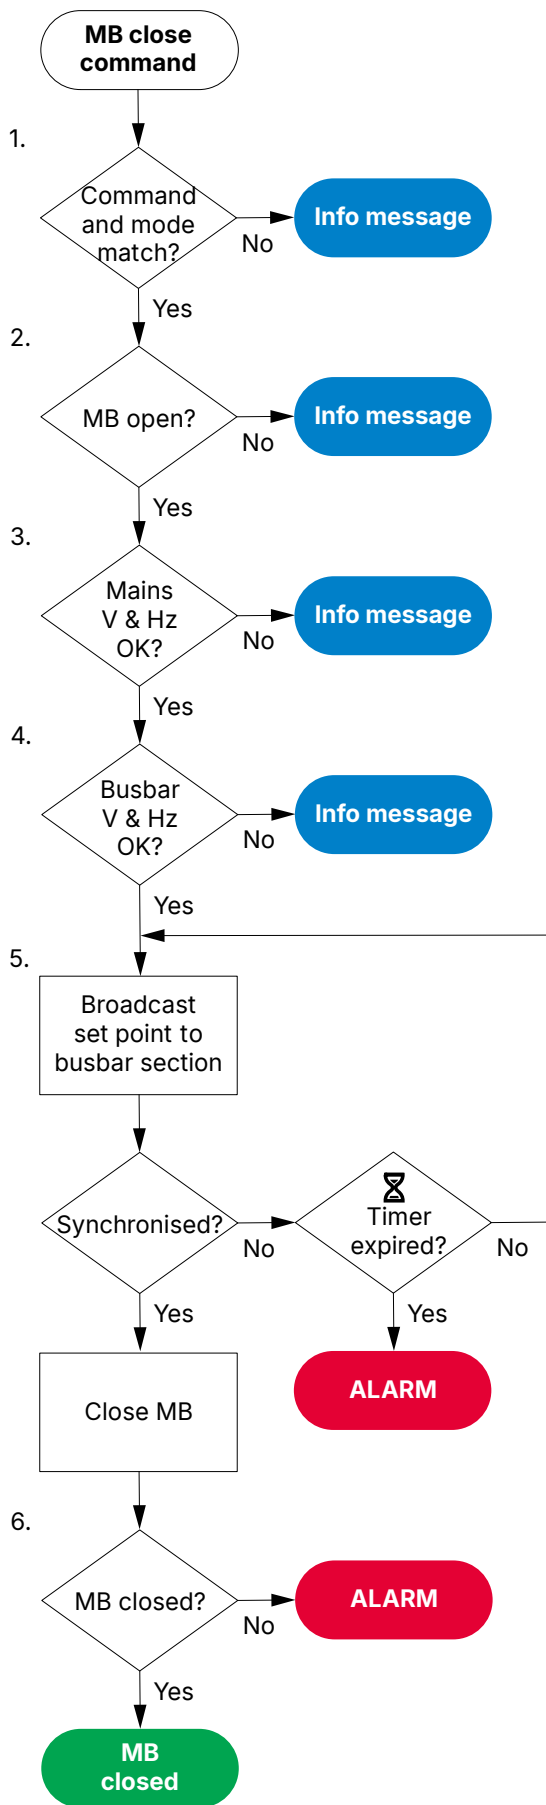 MB close
command
1.
Command
and mode
match?
No
Info message
Yes
2.
MB open?
No
Info message
Yes
3.
Mains
V & Hz
OK?
No
Info message
Yes
4.
Busbar
V & Hz
OK?
No
Info message
Yes
5.
Broadcast
set point to
busbar section
Synchronised?
No
Timer
expired?
No
Yes
Yes
ALARM
Close MB
6.
MB closed?
No
ALARM
Yes
MB
closed